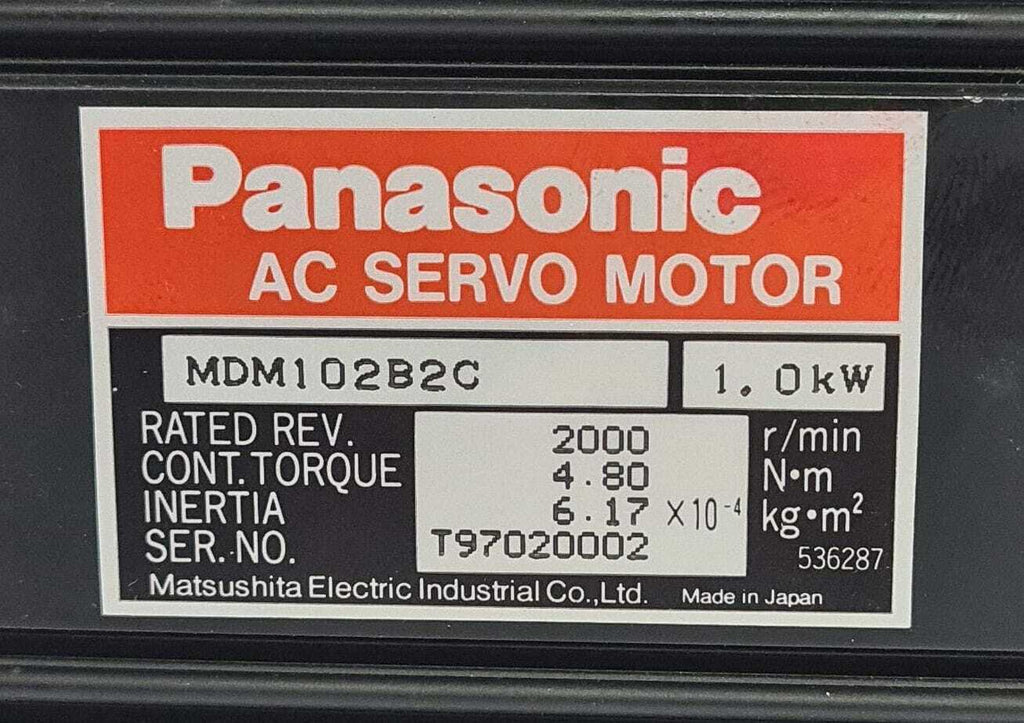 Panasonic
AC SERVO MOTOR
MDM102B2C 1.0kW
RATED REV. 2000 r/min
CONT. TORQUE 4.80 N•m
INERTIA 6.17 ×10⁻⁴ kg•m²
SER. NO. T97020002
536287
Matsushita Electric Industrial Co.,Ltd. Made in Japan